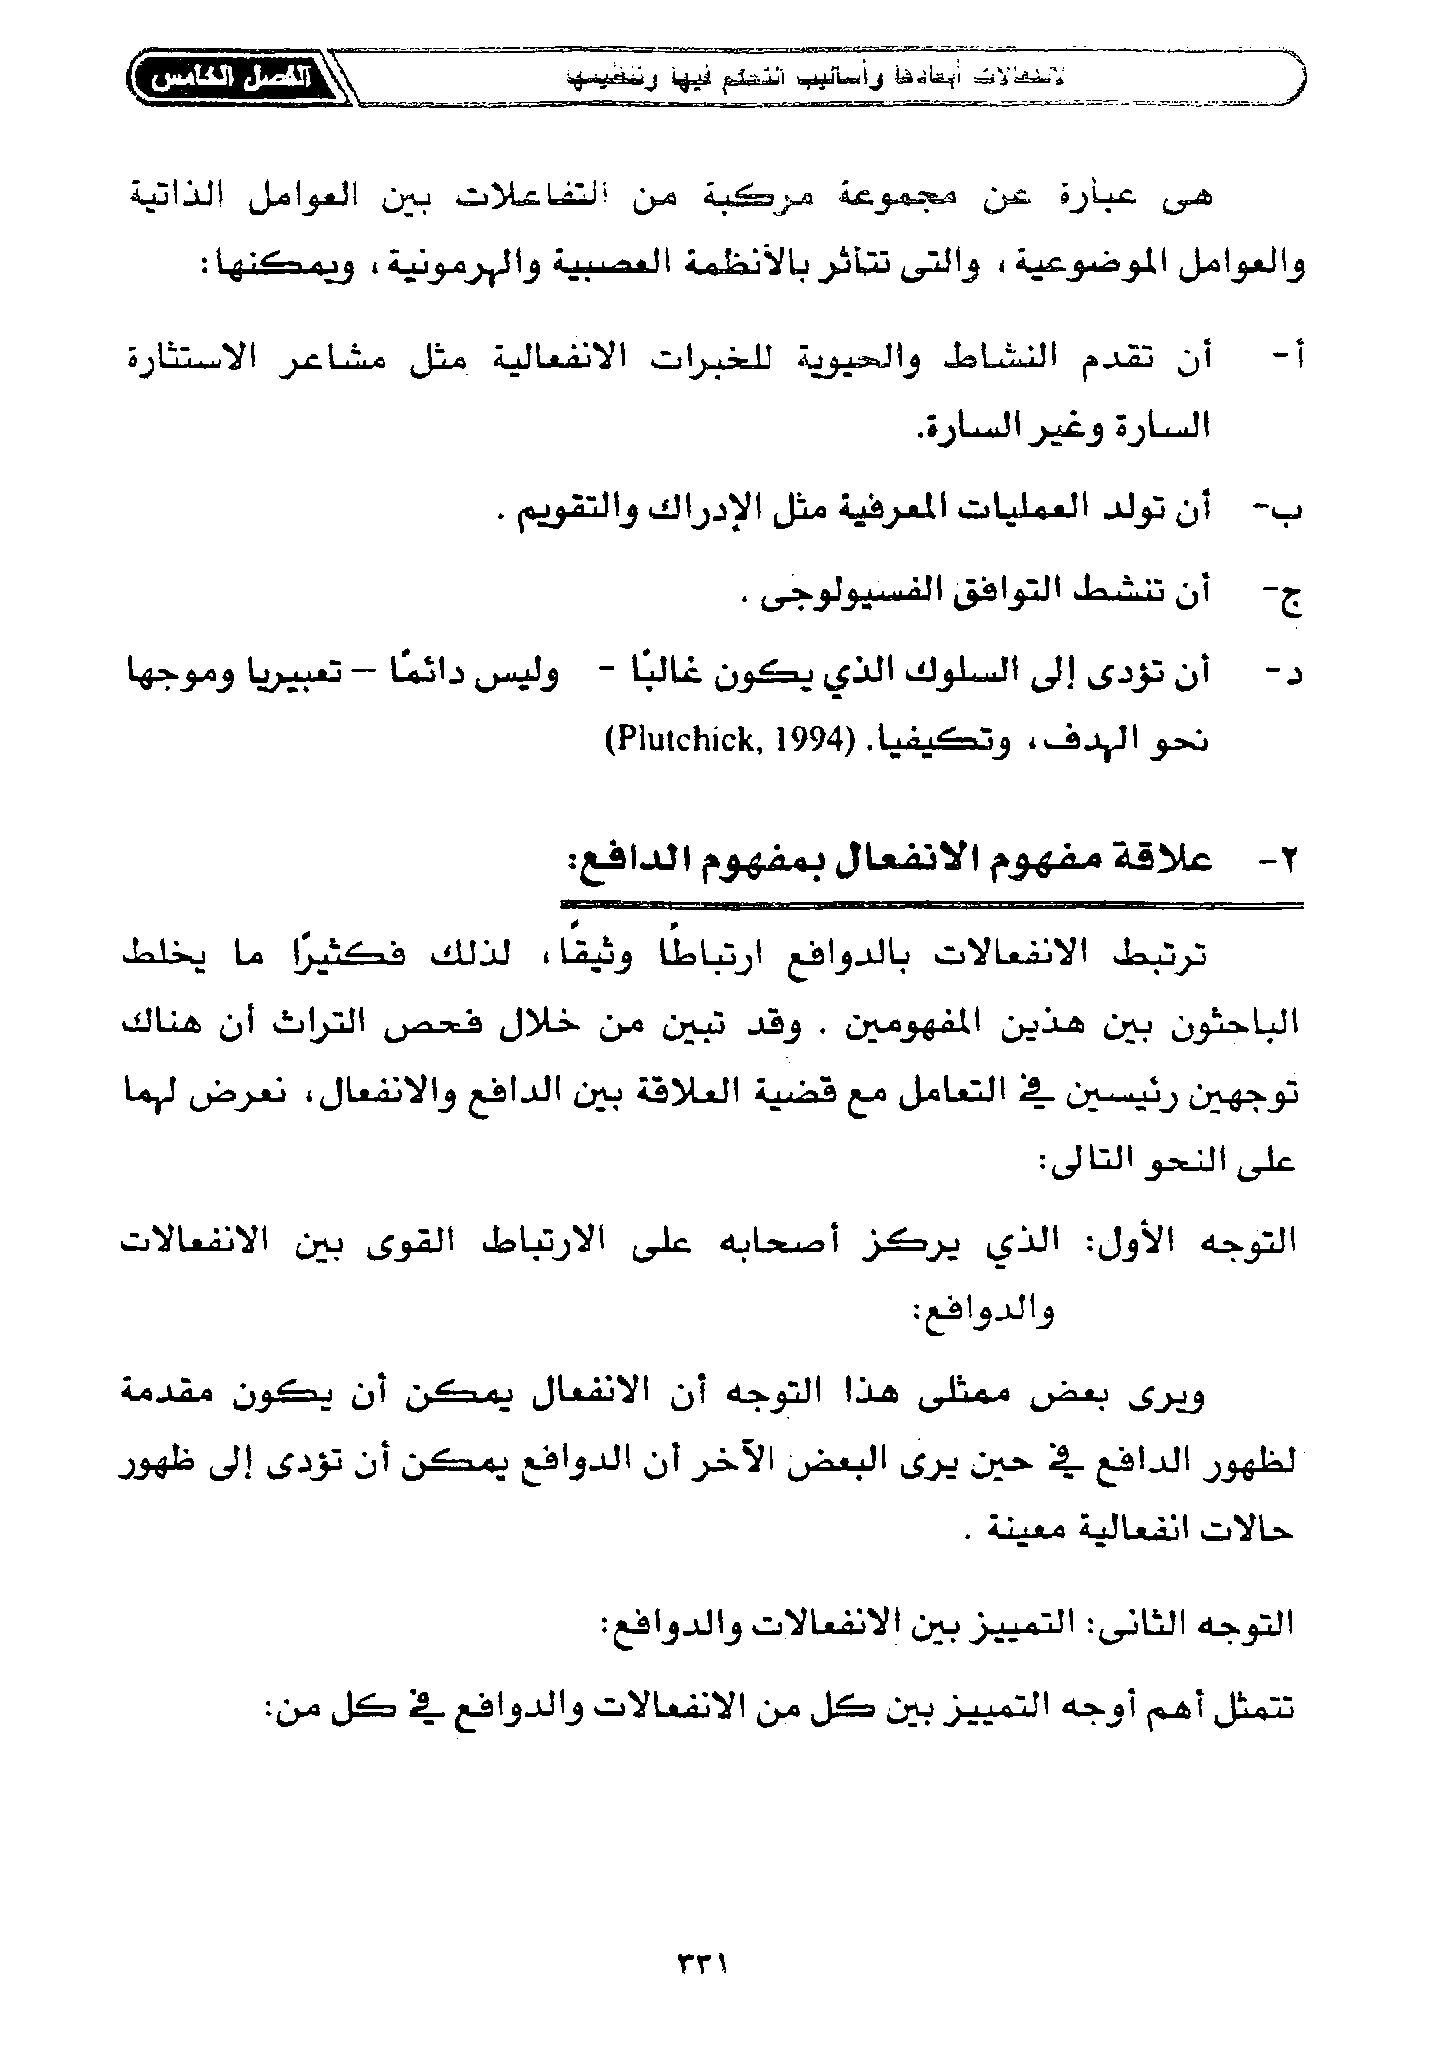 الفصل الخامس
الانفعالات أبعادها وأساليب التحكم فيها وتنظيمها
هى عبارة عن مجموعة مركبة من التفاعلات بين العوامل الذاتية
والعوامل الموضوعية، والتى تتأثر بالأنظمة العصبية والهرمونية، ويمكنها:
أ- أن تقدم النشاط والحيوية للخبرات الانفعالية مثل مشاعر الاستثارة
السارة وغير السارة.
ب- أن تولد العمليات المعرفية مثل الإدراك والتقويم .
ج- أن تنشط التوافق الفسيولوجى .
د- أن تؤدى إلى السلوك الذي يكون غالبًا - وليس دائمًا – تعبيريا وموجها
نحو الهدف، وتكيفيا. (Plutchick, 1994)
٢- علاقة مفهوم الانفعال بمفهوم الدافع:
ترتبط الانفعالات بالدوافع ارتباطًا وثيقًا، لذلك فكثيرًا ما يخلط
الباحثون بين هذين المفهومين . وقد تبين من خلال فحص التراث أن هناك
توجهين رئيسين في التعامل مع قضية العلاقة بين الدافع والانفعال، نعرض لهما
على النحو التالى:
التوجه الأول: الذي يركز أصحابه على الارتباط القوى بين الانفعالات
والدوافع:
ويرى بعض ممثلى هذا التوجه أن الانفعال يمكن أن يكون مقدمة
لظهور الدافع في حين يرى البعض الآخر أن الدوافع يمكن أن تؤدى إلى ظهور
حالات انفعالية معينة .
التوجه الثانى: التمييز بين الانفعالات والدوافع:
تتمثل أهم أوجه التمييز بين كل من الانفعالات والدوافع في كل من:
٣٣١